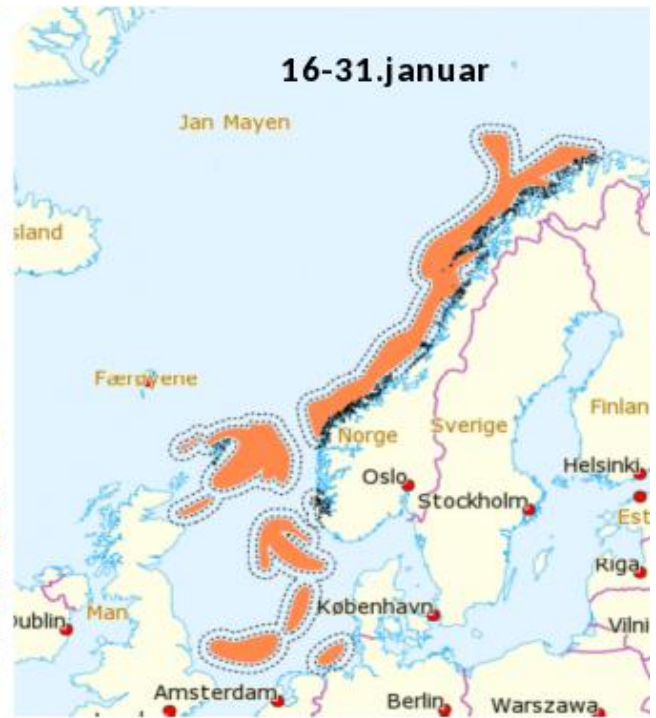 16-31.januar
Jan Mayen
sland
Færøyene
Finlan
Norge
Sverige
Helsinki
Oslo
Stockholm
Est
Riga
Man
København
Dublin
Vilni
Amsterdam
Berlin
Warszawa